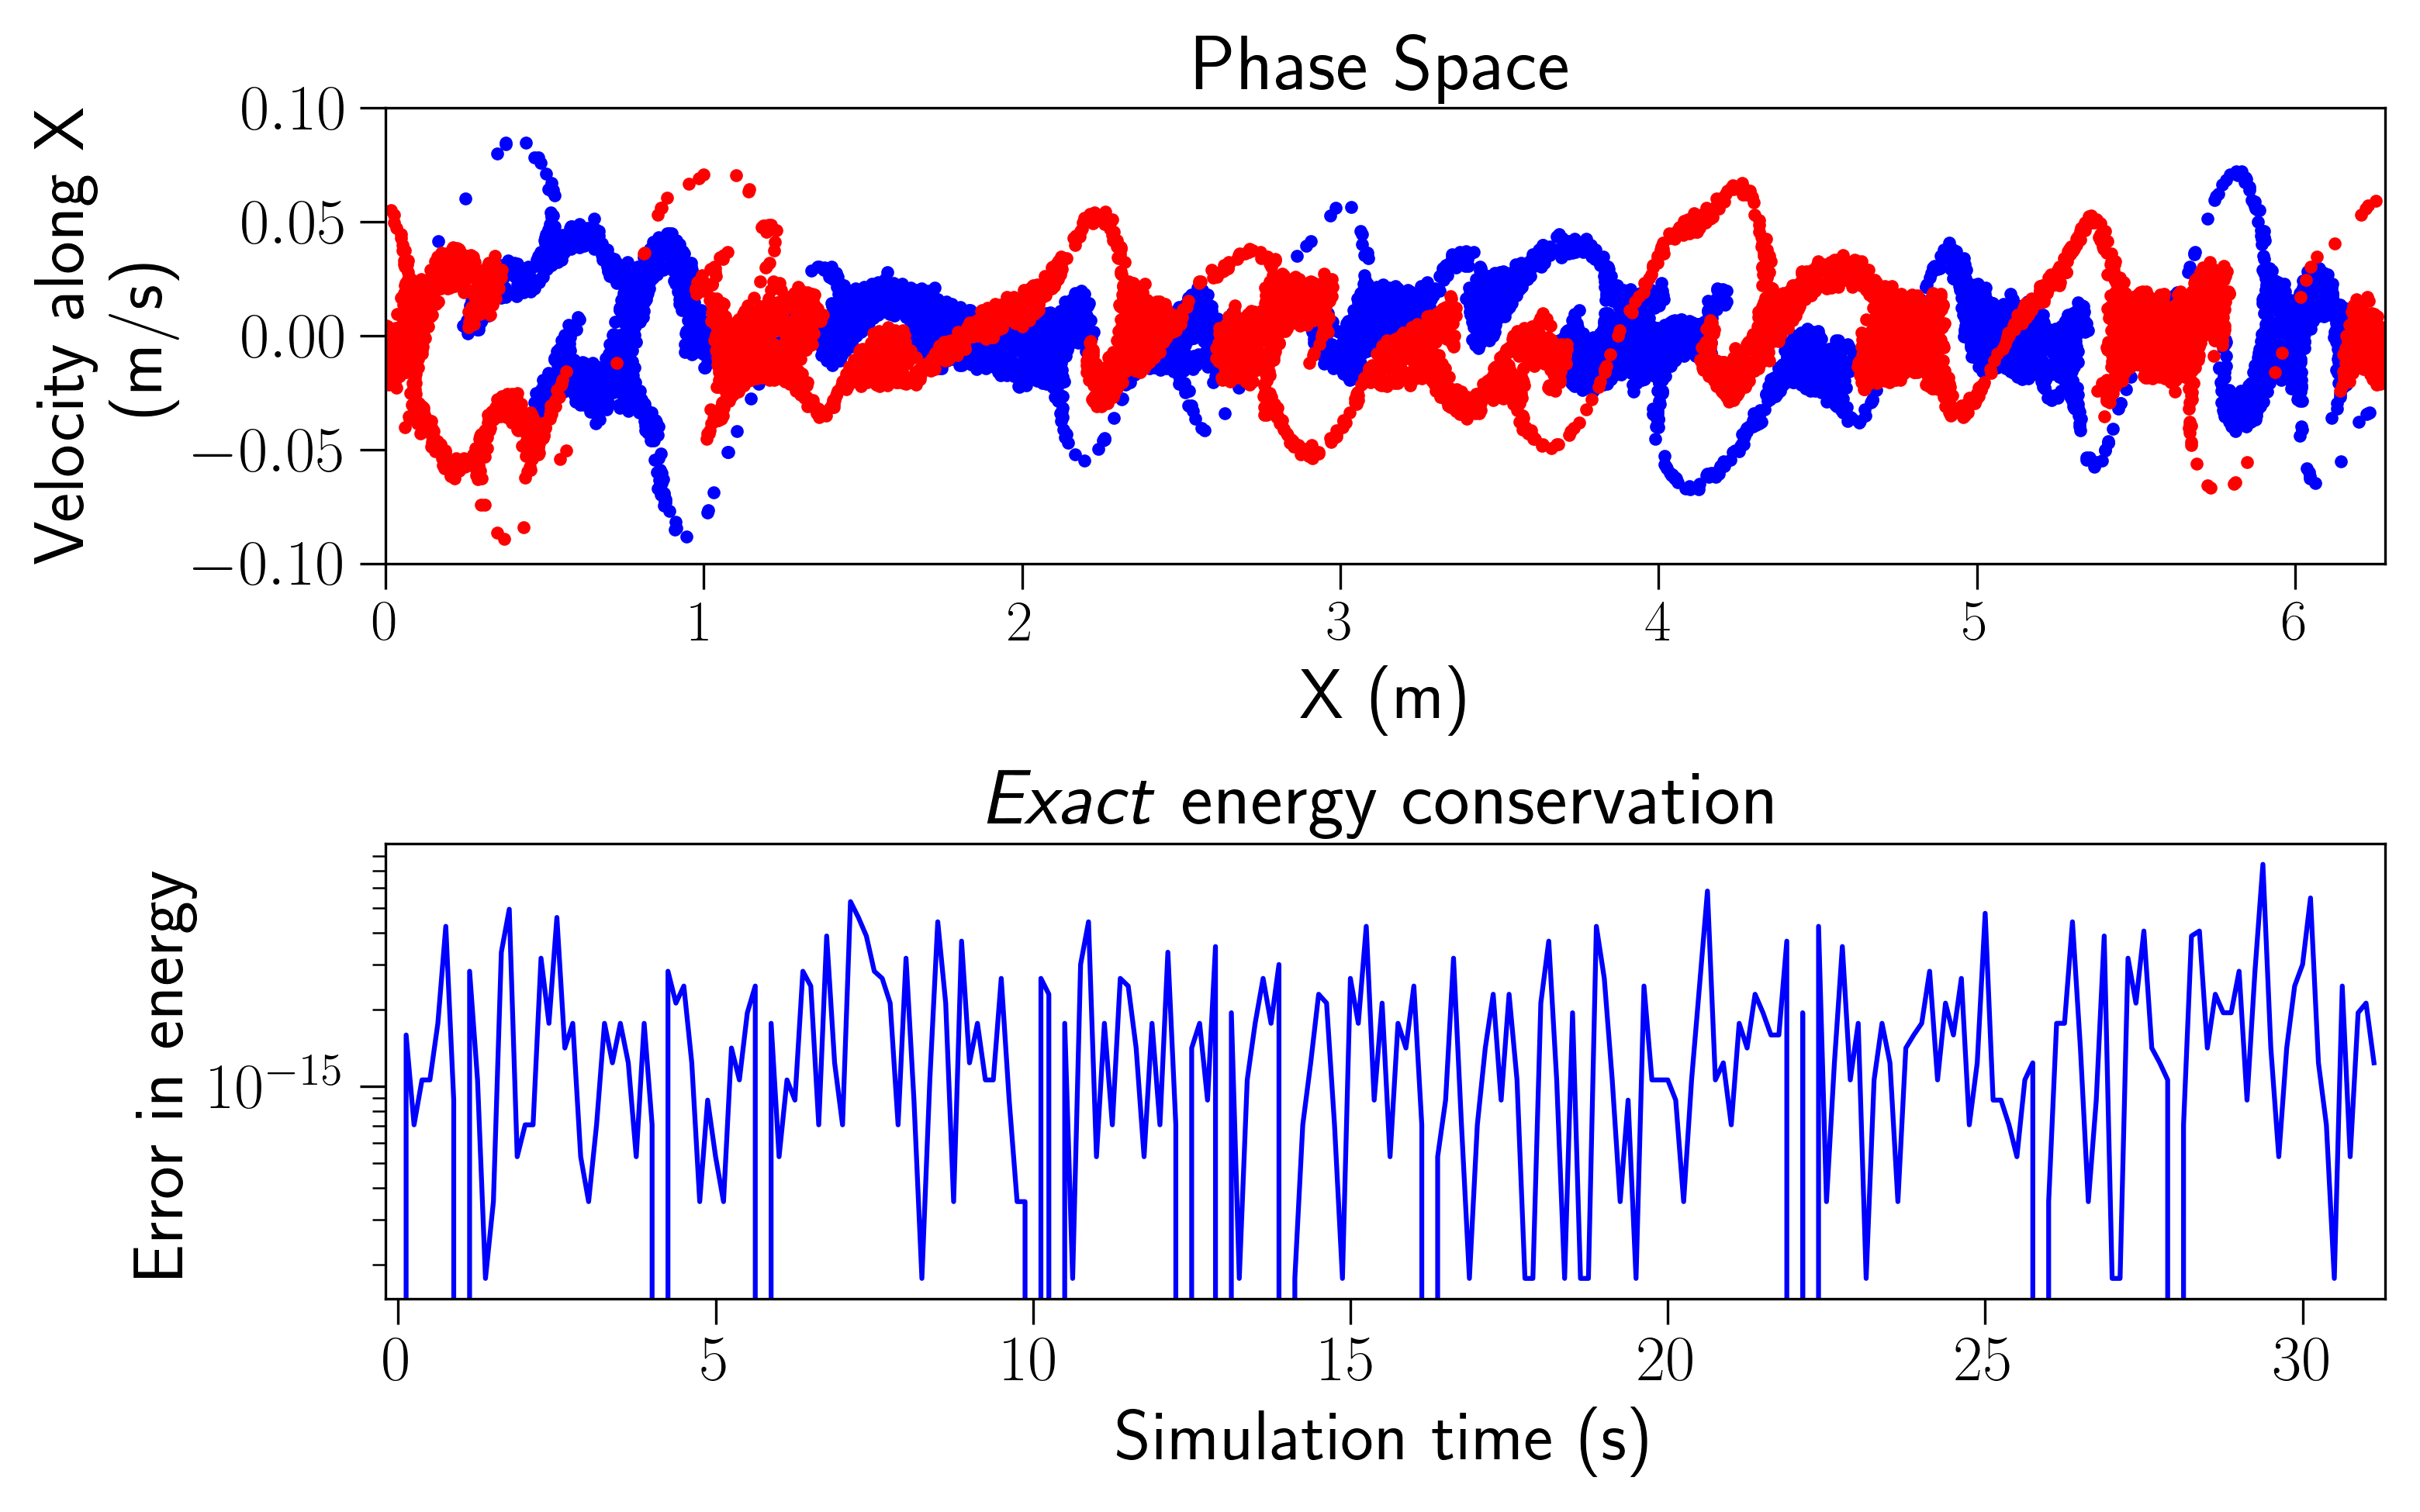 Phase Space
Velocity along X
(m/s)
0.10
0.05
0.00
−0.05
−0.10
0 1 2 3 4 5 6
X (m)
Exact energy conservation
Error in energy
10−15
0 5 10 15 20 25 30
Simulation time (s)